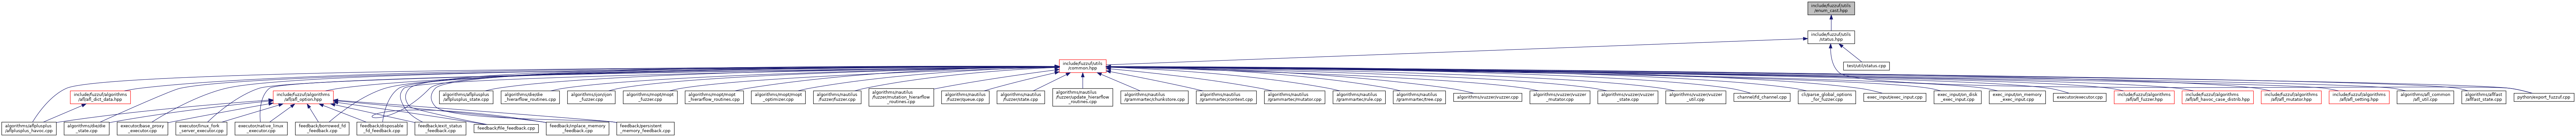 include/fuzzuf/utils
/enum_cast.hpp
include/fuzzuf/utils
/status.hpp
include/fuzzuf/utils
/common.hpp
test/util/status.cpp
include/fuzzuf/algorithms
/afl/afl_dict_data.hpp
include/fuzzuf/algorithms
/afl/afl_option.hpp
algorithms/aflplusplus
/aflplusplus_state.cpp
algorithms/die/die
_hierarflow_routines.cpp
algorithms/ijon/ijon
_fuzzer.cpp
algorithms/mopt/mopt
_fuzzer.cpp
algorithms/mopt/mopt
_hierarflow_routines.cpp
algorithms/mopt/mopt
_optimizer.cpp
algorithms/nautilus
/fuzzer/fuzzer.cpp
algorithms/nautilus
/fuzzer/mutation_hierarflow
_routines.cpp
algorithms/nautilus
/fuzzer/queue.cpp
algorithms/nautilus
/fuzzer/state.cpp
algorithms/nautilus
/fuzzer/update_hierarflow
_routines.cpp
algorithms/nautilus
/grammartec/chunkstore.cpp
algorithms/nautilus
/grammartec/context.cpp
algorithms/nautilus
/grammartec/mutator.cpp
algorithms/nautilus
/grammartec/rule.cpp
algorithms/nautilus
/grammartec/tree.cpp
algorithms/vuzzer/vuzzer.cpp
algorithms/vuzzer/vuzzer
_mutator.cpp
algorithms/vuzzer/vuzzer
_state.cpp
algorithms/vuzzer/vuzzer
_util.cpp
channel/fd_channel.cpp
cli/parse_global_options
_for_fuzzer.cpp
exec_input/exec_input.cpp
exec_input/on_disk
_exec_input.cpp
exec_input/on_memory
_exec_input.cpp
executor/executor.cpp
include/fuzzuf/algorithms
/afl/afl_fuzzer.hpp
include/fuzzuf/algorithms
/afl/afl_havoc_case_distrib.hpp
include/fuzzuf/algorithms
/afl/afl_mutator.hpp
include/fuzzuf/algorithms
/afl/afl_setting.hpp
algorithms/afl_common
/afl_util.cpp
algorithms/aflfast
/aflfast_state.cpp
python/export_fuzzuf.cpp
algorithms/aflplusplus
/aflplusplus_havoc.cpp
algorithms/die/die
_state.cpp
executor/base_proxy
_executor.cpp
executor/linux_fork
_server_executor.cpp
executor/native_linux
_executor.cpp
feedback/borrowed_fd
_feedback.cpp
feedback/disposable
_fd_feedback.cpp
feedback/exit_status
_feedback.cpp
feedback/file_feedback.cpp
feedback/inplace_memory
_feedback.cpp
feedback/persistent
_memory_feedback.cpp